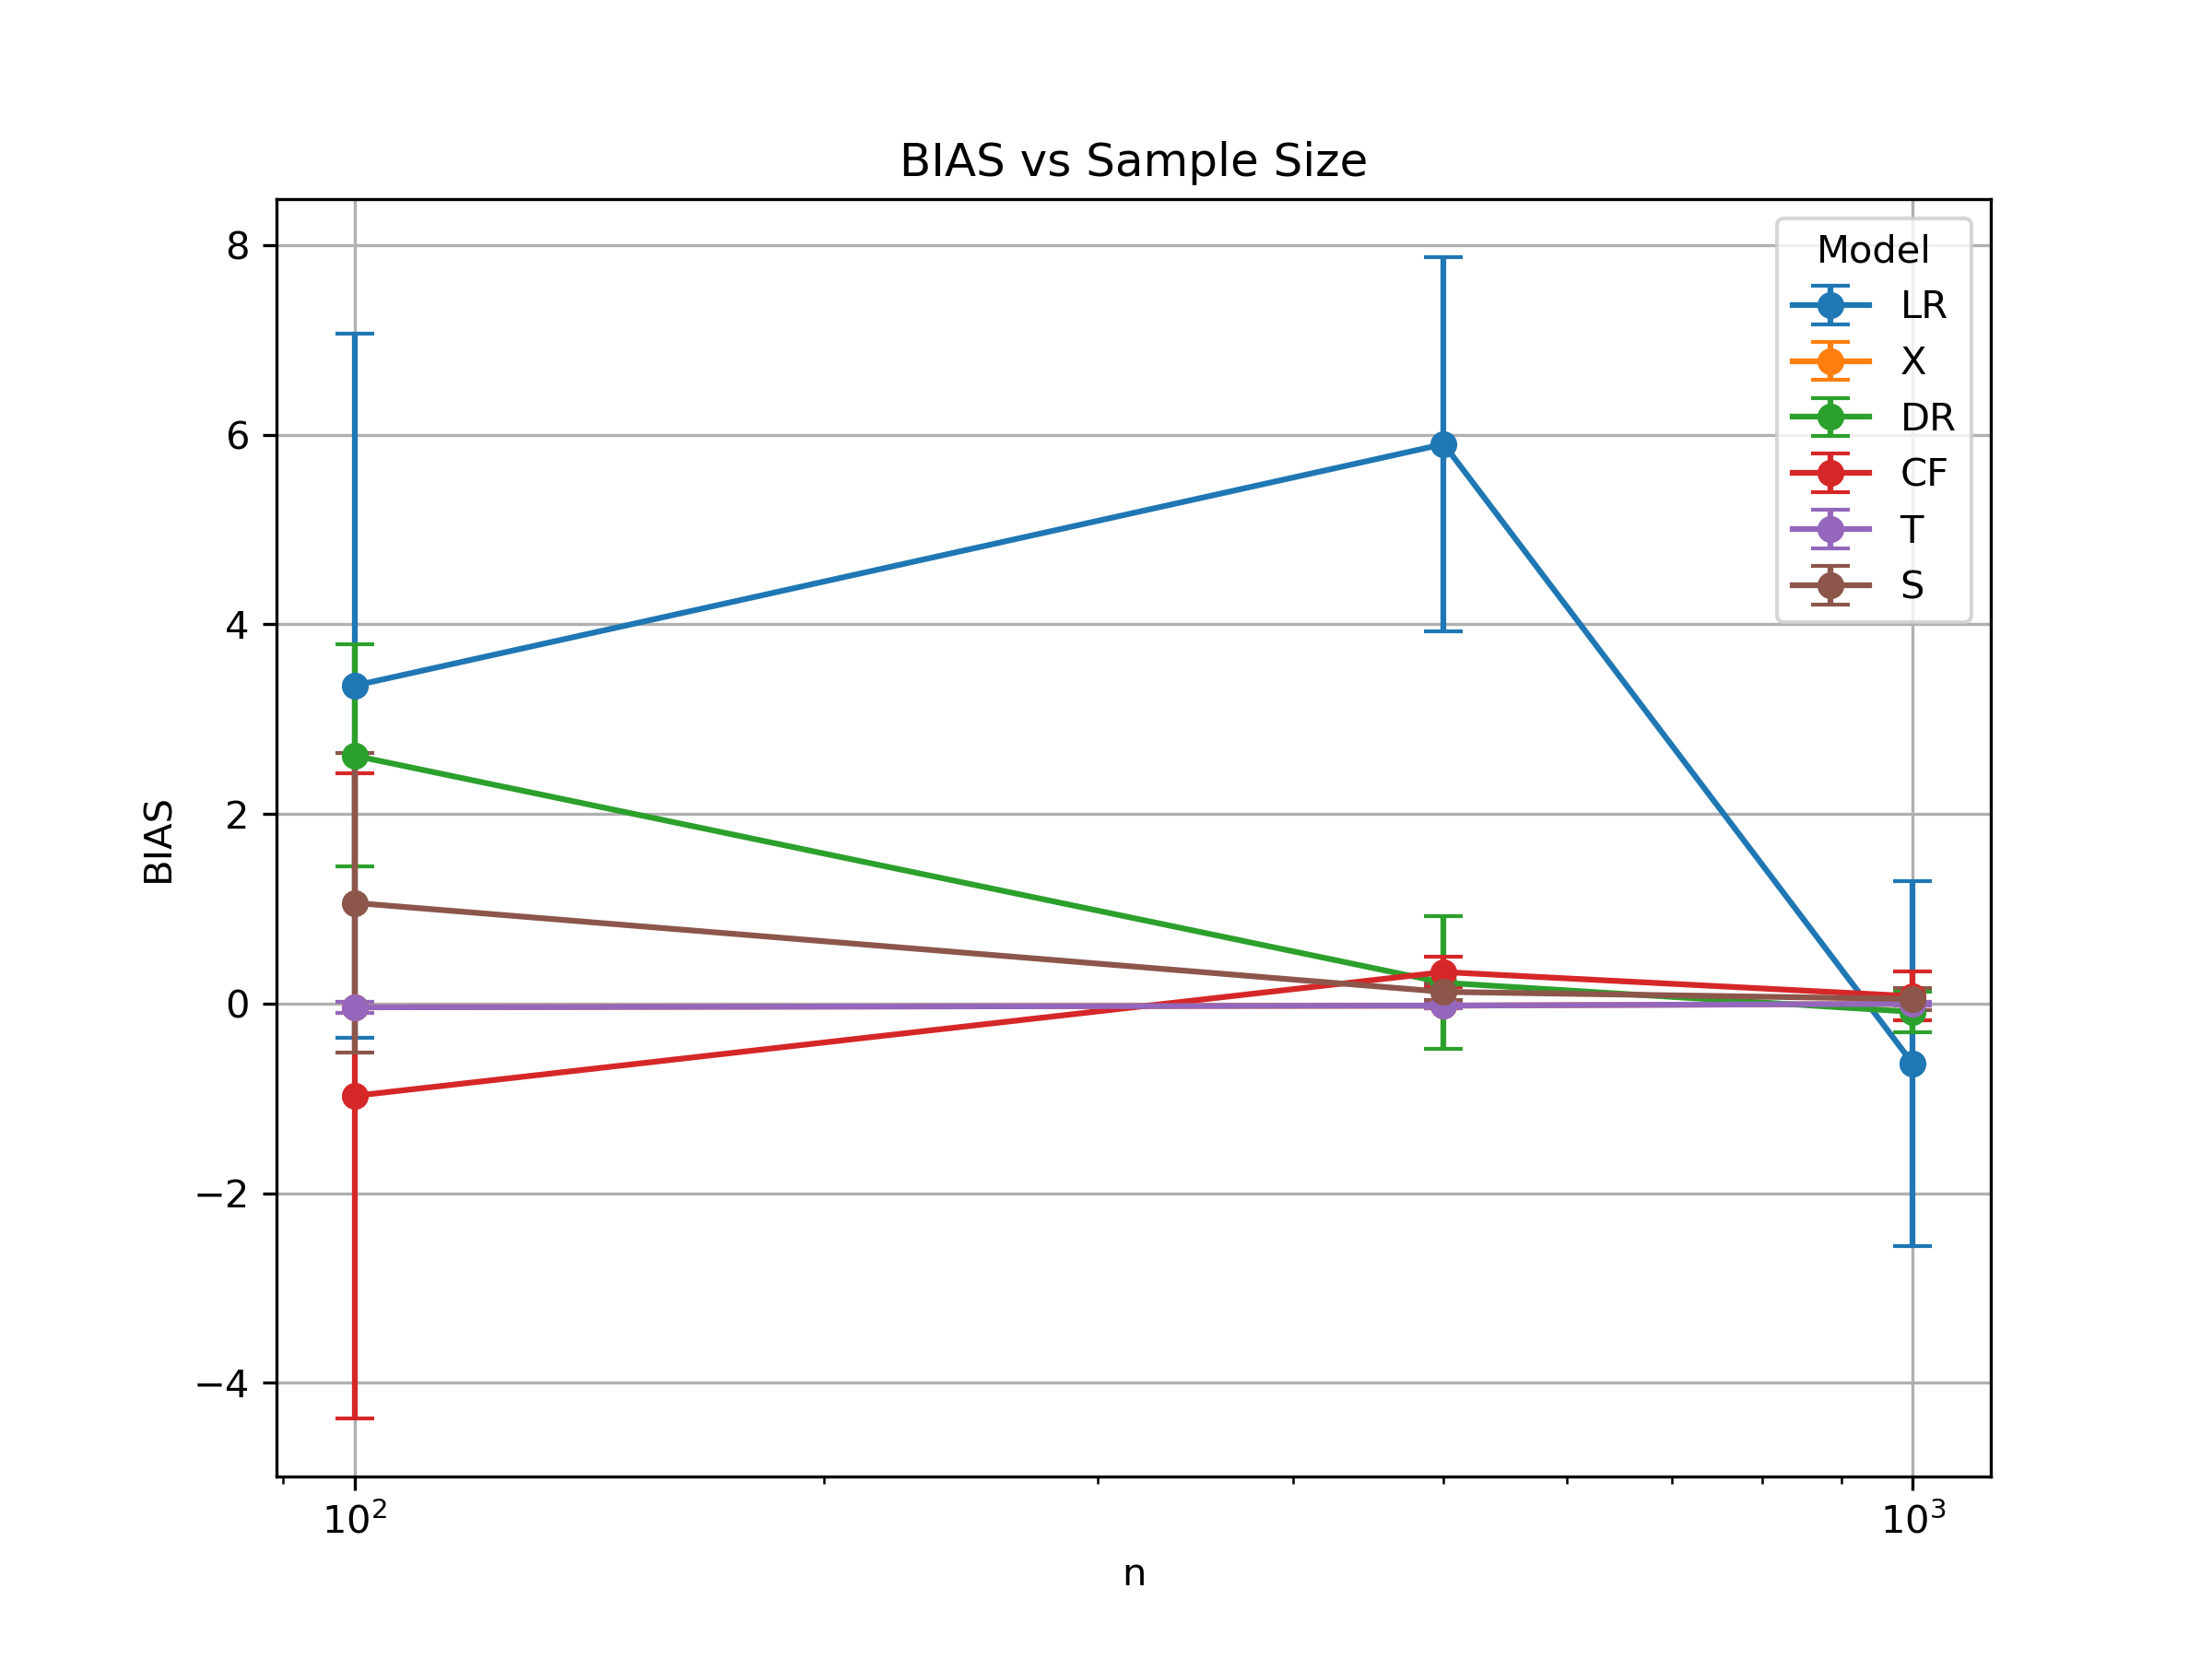 BIAS vs Sample Size
8
6
4
2
0
−2
−4
BIAS
10²
10³
n
Model
LR
X
DR
CF
T
S